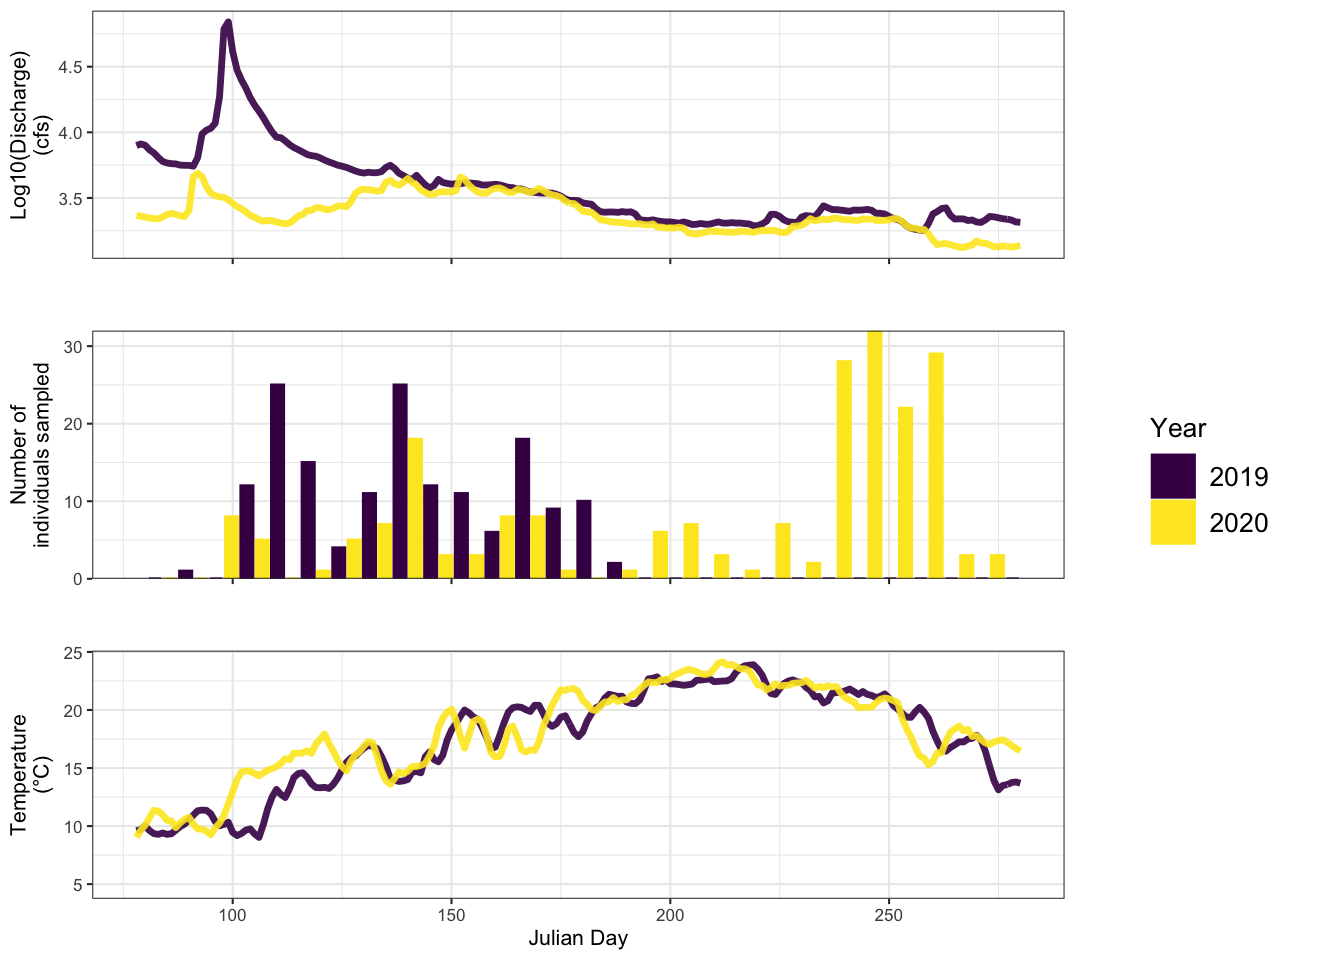 Log10(Discharge)
(cfs)
4.5
4.0
3.5
Number of
individuals sampled
30
20
10
0
Year
2019
2020
Temperature
(°C)
25
20
15
10
5
100
150
200
250
Julian Day